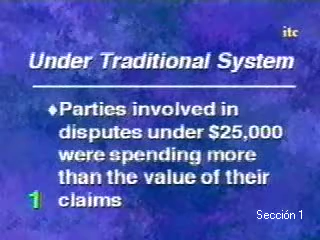 itc
Under Traditional System
♦Parties involved in
disputes under $25,000
were spending more
than the value of their
1 claims
Sección 1